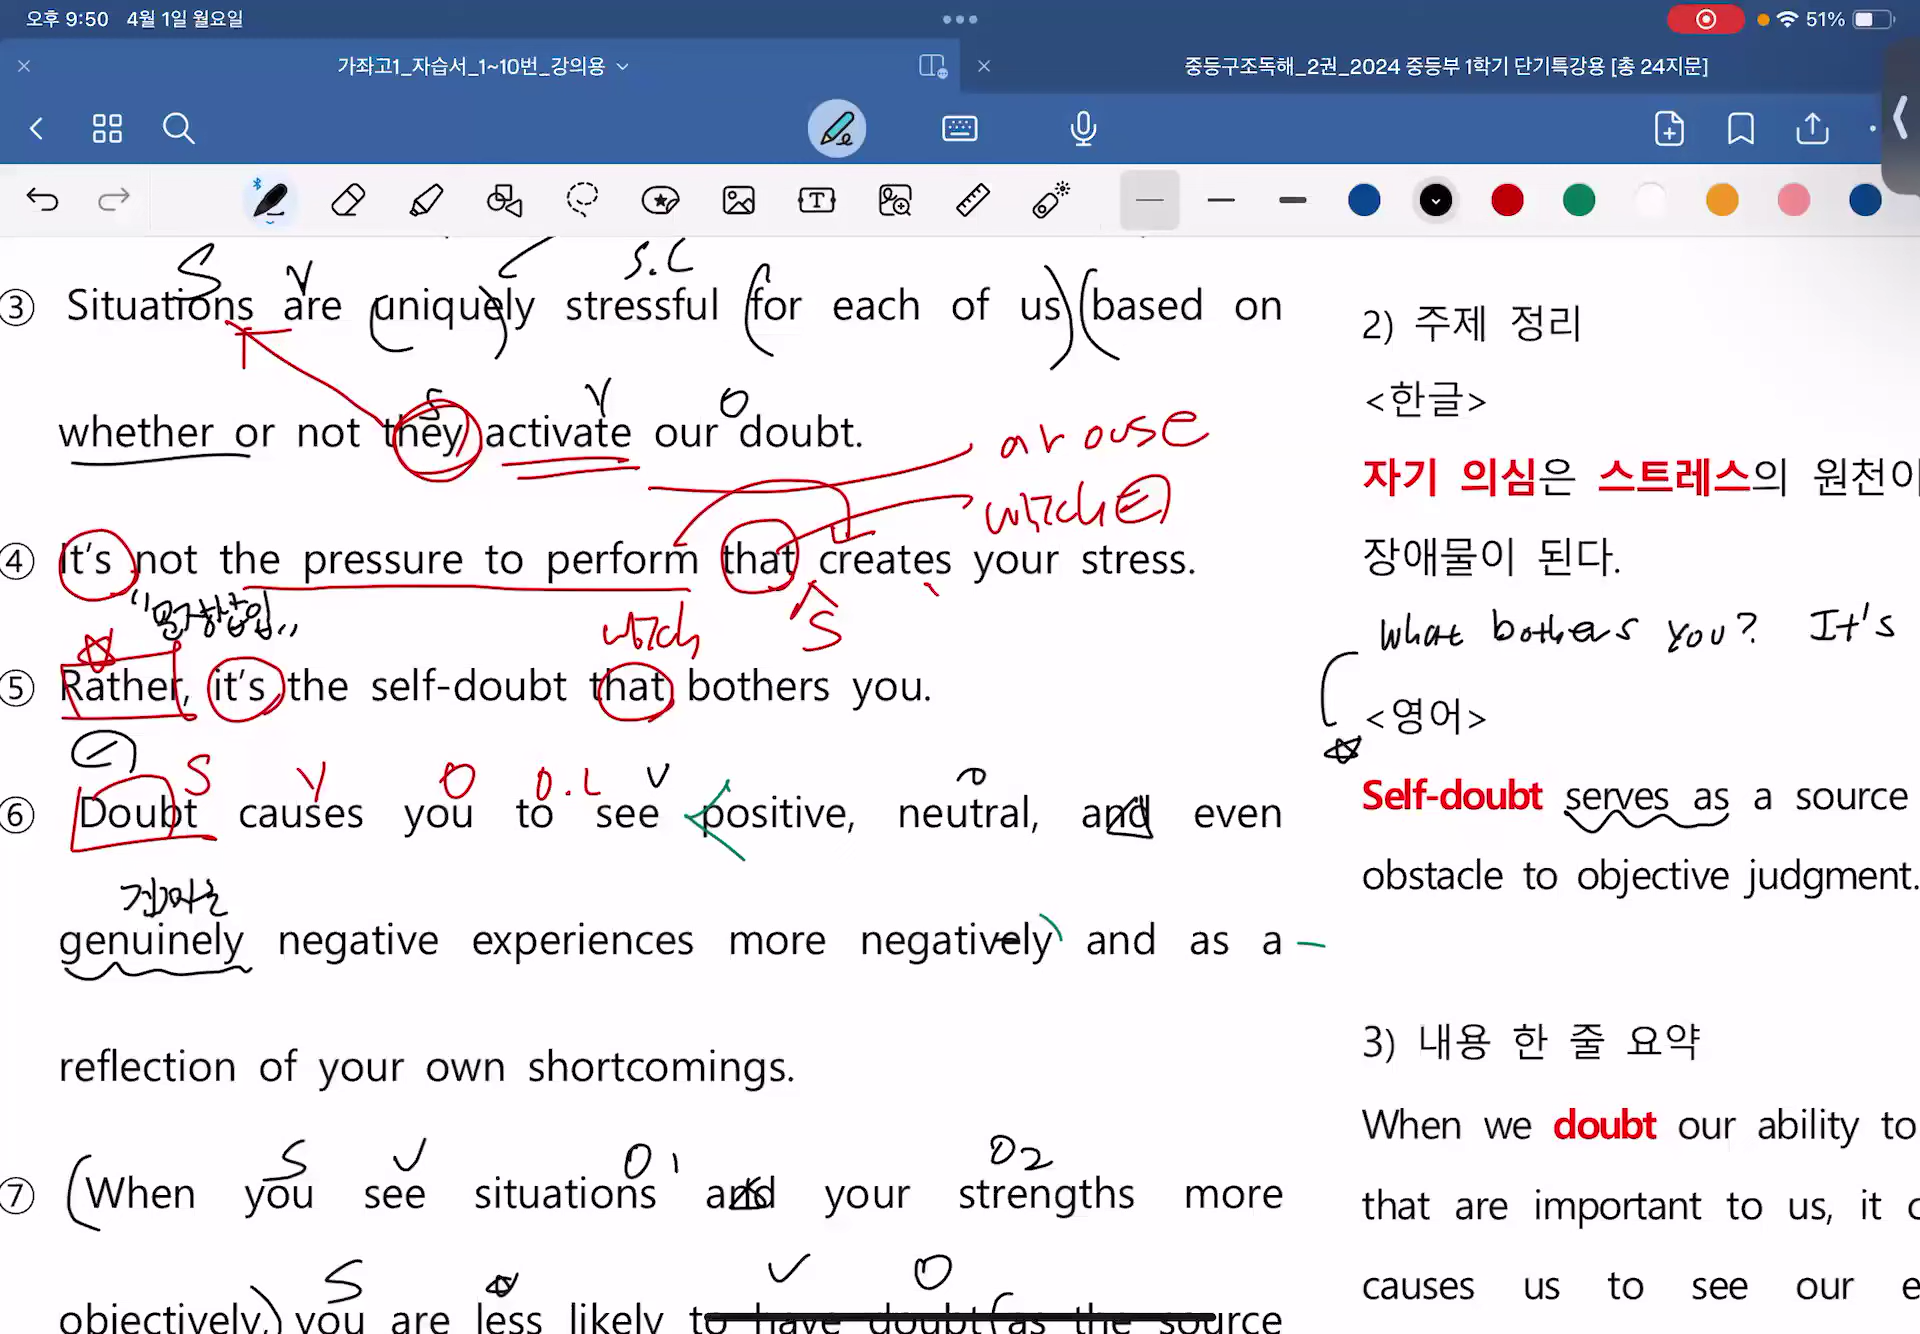 오후 9:50 4월 1일 월요일
51%
가좌고1_자습서_1~10번_강의용
중등구조독해_2권_2024 중등부 1학기 단기특강용 [총 24지문]
S V S.C
③ Situations are uniquely stressful for each of us (based on
S V O
whether or not they activate our doubt.
arouse
which
④ It's not the pressure to perform that creates your stress.
S
"문장삽입"
which
⑤ Rather, it's the self-doubt that bothers you.
S V O O.C V O
⑥ Doubt causes you to see positive, neutral, and even
genuinely negative experiences more negatively and as a
reflection of your own shortcomings.
S V O1 O2
⑦ (When you see situations and your strengths more
S V O
objectively,) you are less likely to have doubt (as the source
2) 주제 정리
<한글>
자기 의심은 스트레스의 원천이
장애물이 된다.
What bothers you? It's
<영어>
Self-doubt serves as a source
obstacle to objective judgment.
3) 내용 한 줄 요약
When we doubt our ability to
that are important to us, it
causes us to see our